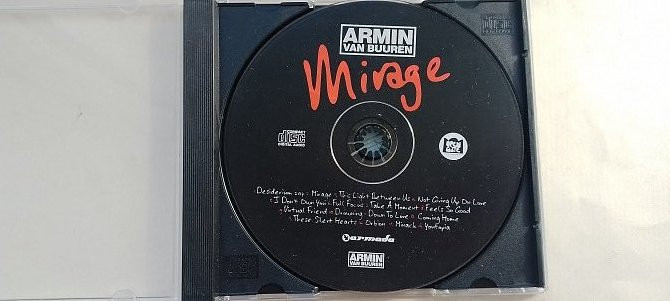 ARMIN
VAN BUUREN
Mirage
COMPACT
disc
DIGITAL AUDIO
Desiderium 207 Mirage This Light Between Us Not Giving Up On Love
I Don't Own You Full Focus Take A Moment Feels So Good
Virtual Friend Drowning Down To Love Coming Home
These Silent Hearts Orbion Minack Youtopia
armada
ARMIN
VAN BUUREN